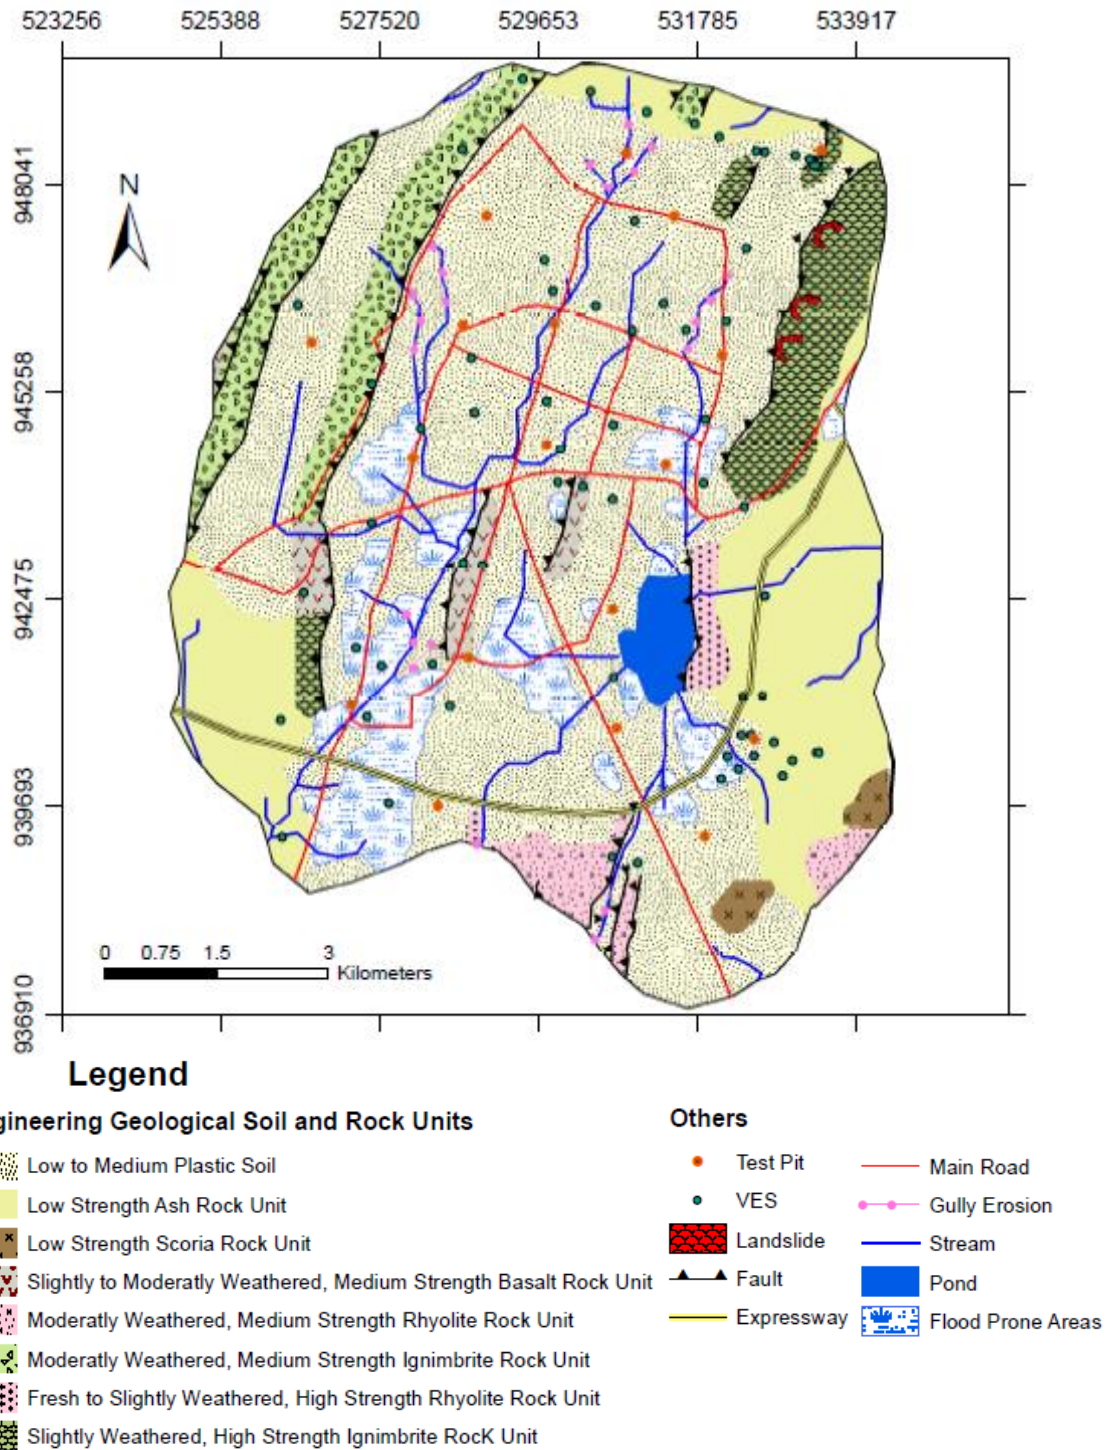 523256 525388 527520 529653 531785 533917
948041
945258
942475
939693
936910
N
0 0.75 1.5 3
Kilometers
Legend
gineering Geological Soil and Rock Units
Low to Medium Plastic Soil
Low Strength Ash Rock Unit
Low Strength Scoria Rock Unit
Slightly to Moderatly Weathered, Medium Strength Basalt Rock Unit
Moderatly Weathered, Medium Strength Rhyolite Rock Unit
Moderatly Weathered, Medium Strength Ignimbrite Rock Unit
Fresh to Slightly Weathered, High Strength Rhyolite Rock Unit
Slightly Weathered, High Strength Ignimbrite RocK Unit
Others
Test Pit
VES
Landslide
Fault
Expressway
Main Road
Gully Erosion
Stream
Pond
Flood Prone Areas